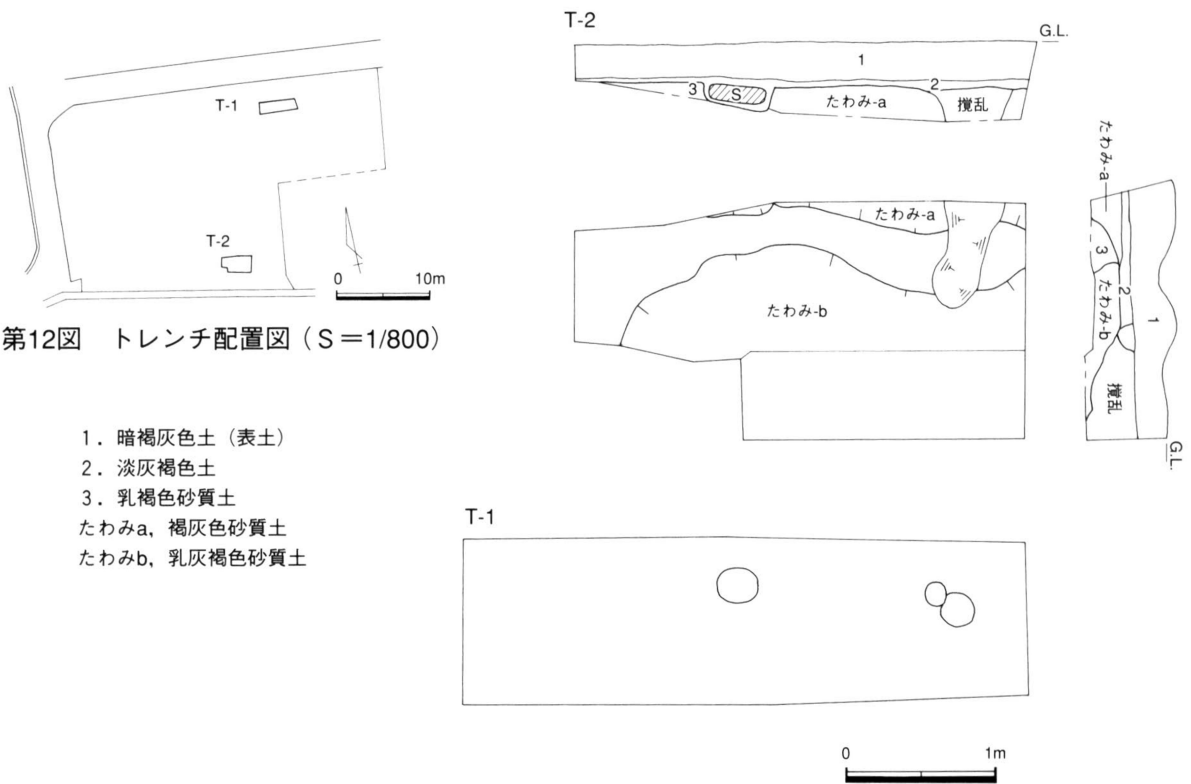 T-1
T-2
0 10m
第12図 トレンチ配置図(S=1/800)
1.暗褐灰色土(表土)
2.淡灰褐色土
3.乳褐色砂質土
たわみa,褐灰色砂質土
たわみb,乳灰褐色砂質土
T-2
G.L.
1
2
3
S
たわみ-a
攪乱
たわみ-a
たわみ-b
たわみ-a
3
たわみ-b
2
1
攪乱
G.L.
T-1
0 1m